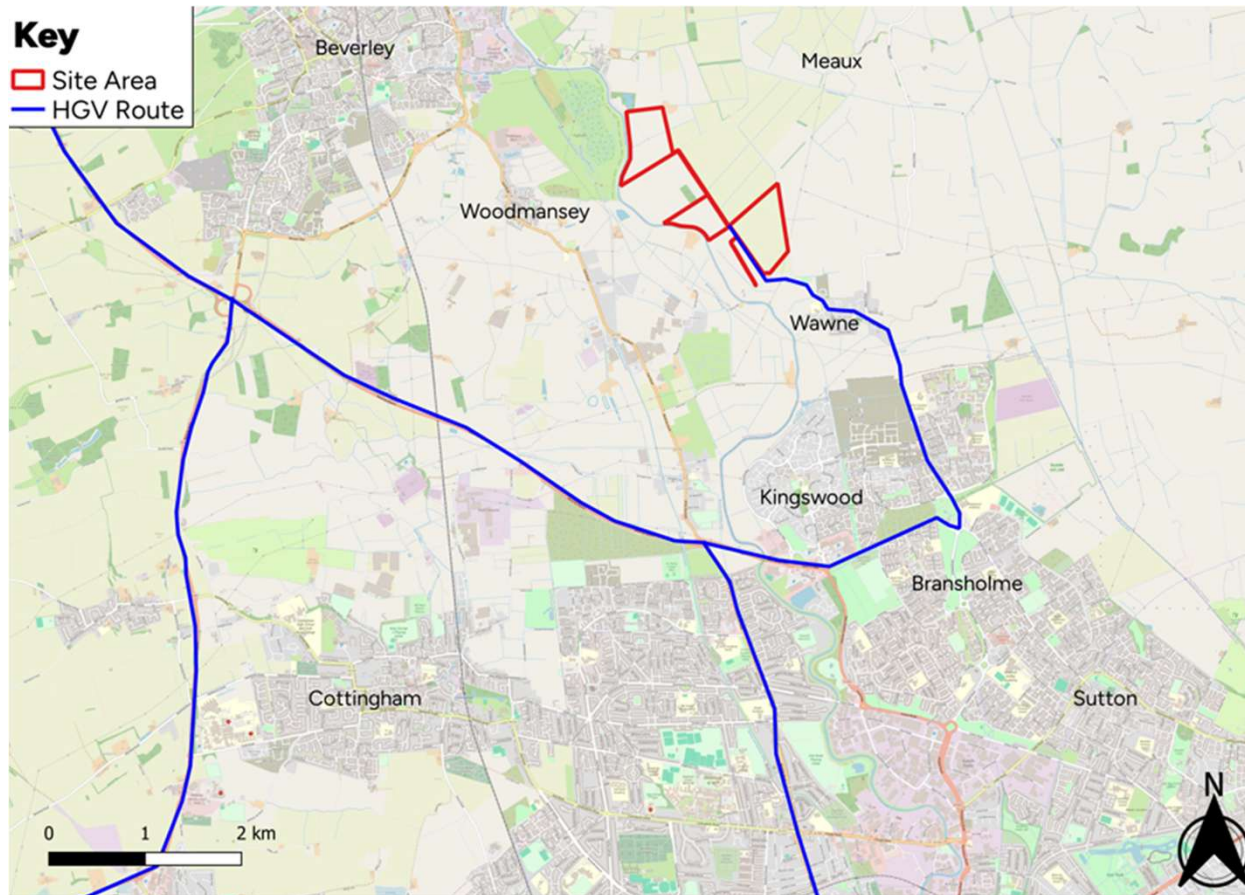 Key
Site Area
HGV Route
Beverley
Meaux
Woodmansey
Wawne
Kingswood
Bransholme
Cottingham
Sutton
0 1 2 km
N